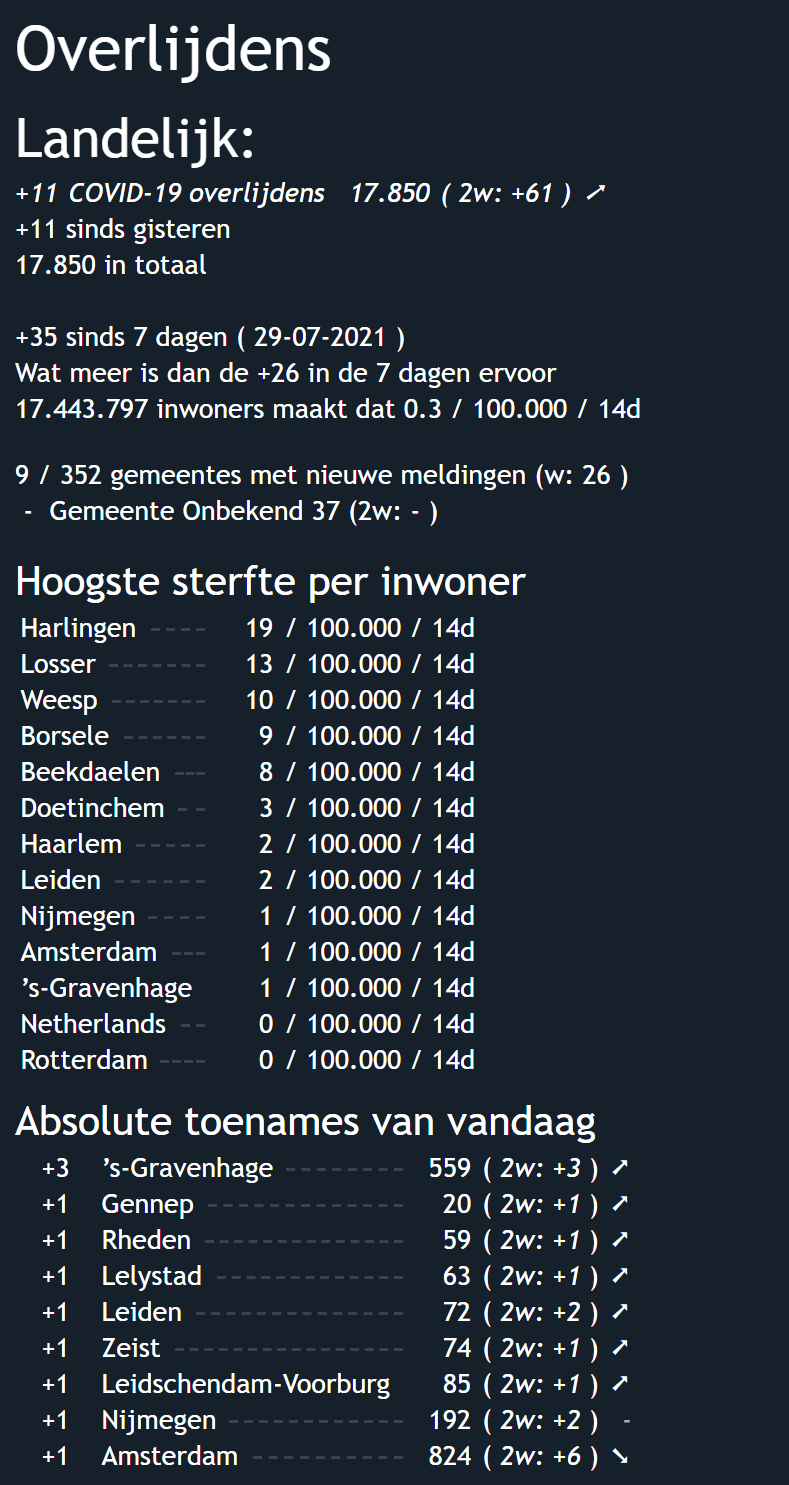 Overlijdens
Landelijk:
+11 COVID-19 overlijdens 17.850 ( 2w: +61 ) ➚
+11 sinds gisteren
17.850 in totaal
+35 sinds 7 dagen ( 29-07-2021 )
Wat meer is dan de +26 in de 7 dagen ervoor
17.443.797 inwoners maakt dat 0.3 / 100.000 / 14d
9 / 352 gemeentes met nieuwe meldingen (w: 26 )
- Gemeente Onbekend 37 (2w: - )
Hoogste sterfte per inwoner
Harlingen ---- 19 / 100.000 / 14d
Losser ------- 13 / 100.000 / 14d
Weesp ------- 10 / 100.000 / 14d
Borsele ------ 9 / 100.000 / 14d
Beekdaelen --- 8 / 100.000 / 14d
Doetinchem -- 3 / 100.000 / 14d
Haarlem ----- 2 / 100.000 / 14d
Leiden ------ 2 / 100.000 / 14d
Nijmegen ---- 1 / 100.000 / 14d
Amsterdam --- 1 / 100.000 / 14d
’s-Gravenhage 1 / 100.000 / 14d
Netherlands -- 0 / 100.000 / 14d
Rotterdam ---- 0 / 100.000 / 14d
Absolute toenames van vandaag
+3 ’s-Gravenhage -------- 559 ( 2w: +3 ) ➚
+1 Gennep ------------- 20 ( 2w: +1 ) ➚
+1 Rheden ------------- 59 ( 2w: +1 ) ➚
+1 Lelystad ------------ 63 ( 2w: +1 ) ➚
+1 Leiden -------------- 72 ( 2w: +2 ) ➚
+1 Zeist --------------- 74 ( 2w: +1 ) ➚
+1 Leidschendam-Voorburg 85 ( 2w: +1 ) ➚
+1 Nijmegen ------------ 192 ( 2w: +2 ) -
+1 Amsterdam ---------- 824 ( 2w: +6 ) ➘